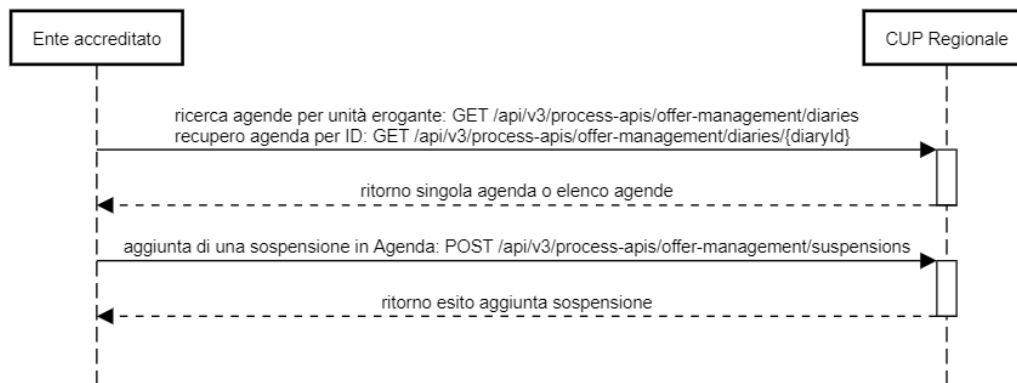 Ente accreditato
CUP Regionale
ricerca agende per unità erogante: GET /api/v3/process-apis/offer-management/diaries
recupero agenda per ID: GET /api/v3/process-apis/offer-management/diaries/{diaryId}
ritorno singola agenda o elenco agende
aggiunta di una sospensione in Agenda: POST /api/v3/process-apis/offer-management/suspensions
ritorno esito aggiunta sospensione